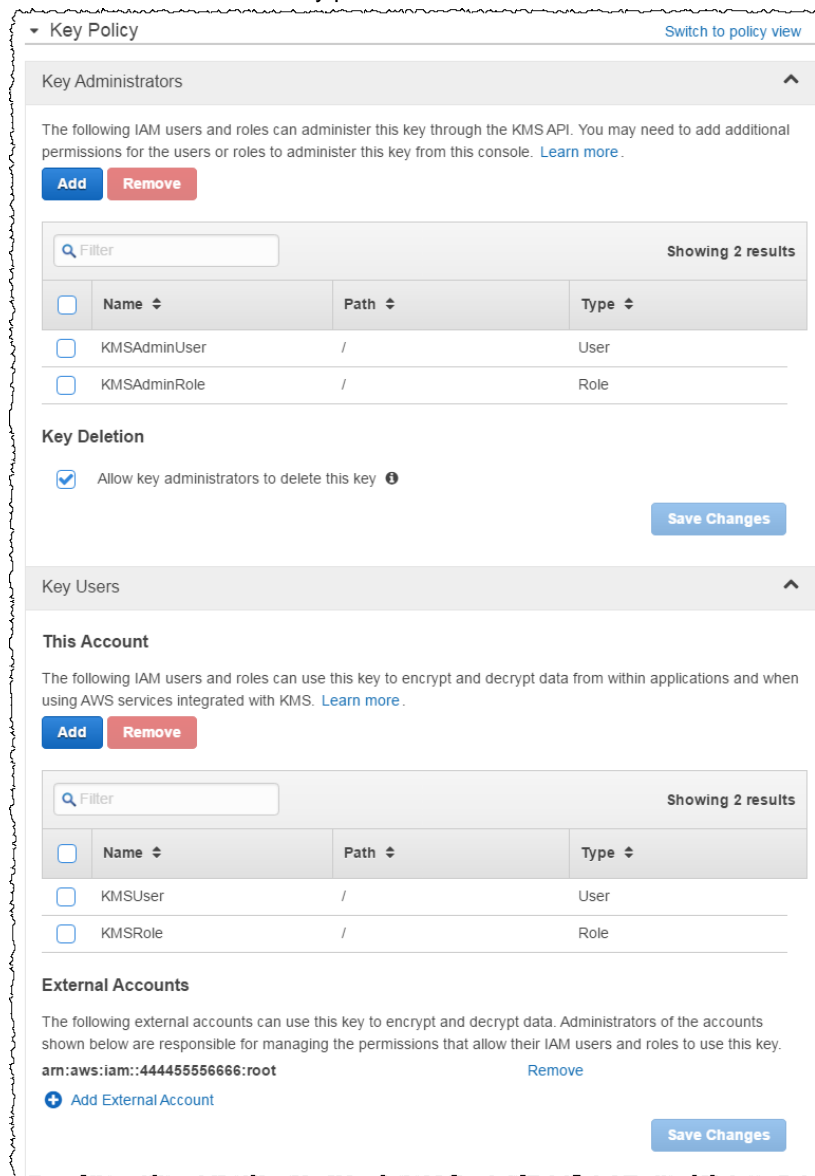 Key Policy
Switch to policy view
Key Administrators
The following IAM users and roles can administer this key through the KMS API. You may need to add additional
permissions for the users or roles to administer this key from this console. Learn more.
Add Remove
Filter
Showing 2 results
Name Path Type
KMSAdminUser / User
KMSAdminRole / Role
Key Deletion
Allow key administrators to delete this key
Save Changes
Key Users
This Account
The following IAM users and roles can use this key to encrypt and decrypt data from within applications and when
using AWS services integrated with KMS. Learn more.
Add Remove
Filter
Showing 2 results
Name Path Type
KMSUser / User
KMSRole / Role
External Accounts
The following external accounts can use this key to encrypt and decrypt data. Administrators of the accounts
shown below are responsible for managing the permissions that allow their IAM users and roles to use this key.
arn:aws:iam::444455556666:root Remove
Add External Account
Save Changes